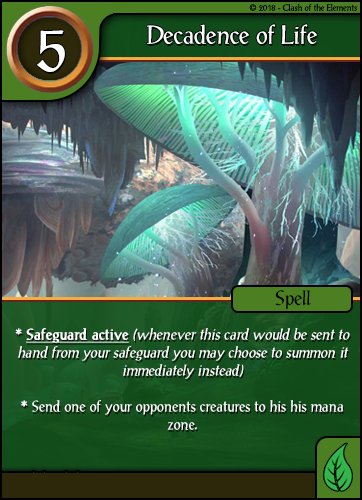 © 2018 - Clash of the Elements
5
Decadence of Life
Spell
* Safeguard active (whenever this card would be sent to
hand from your safeguard you may choose to summon it
immediately instead)
* Send one of your opponents creatures to his his mana
zone.